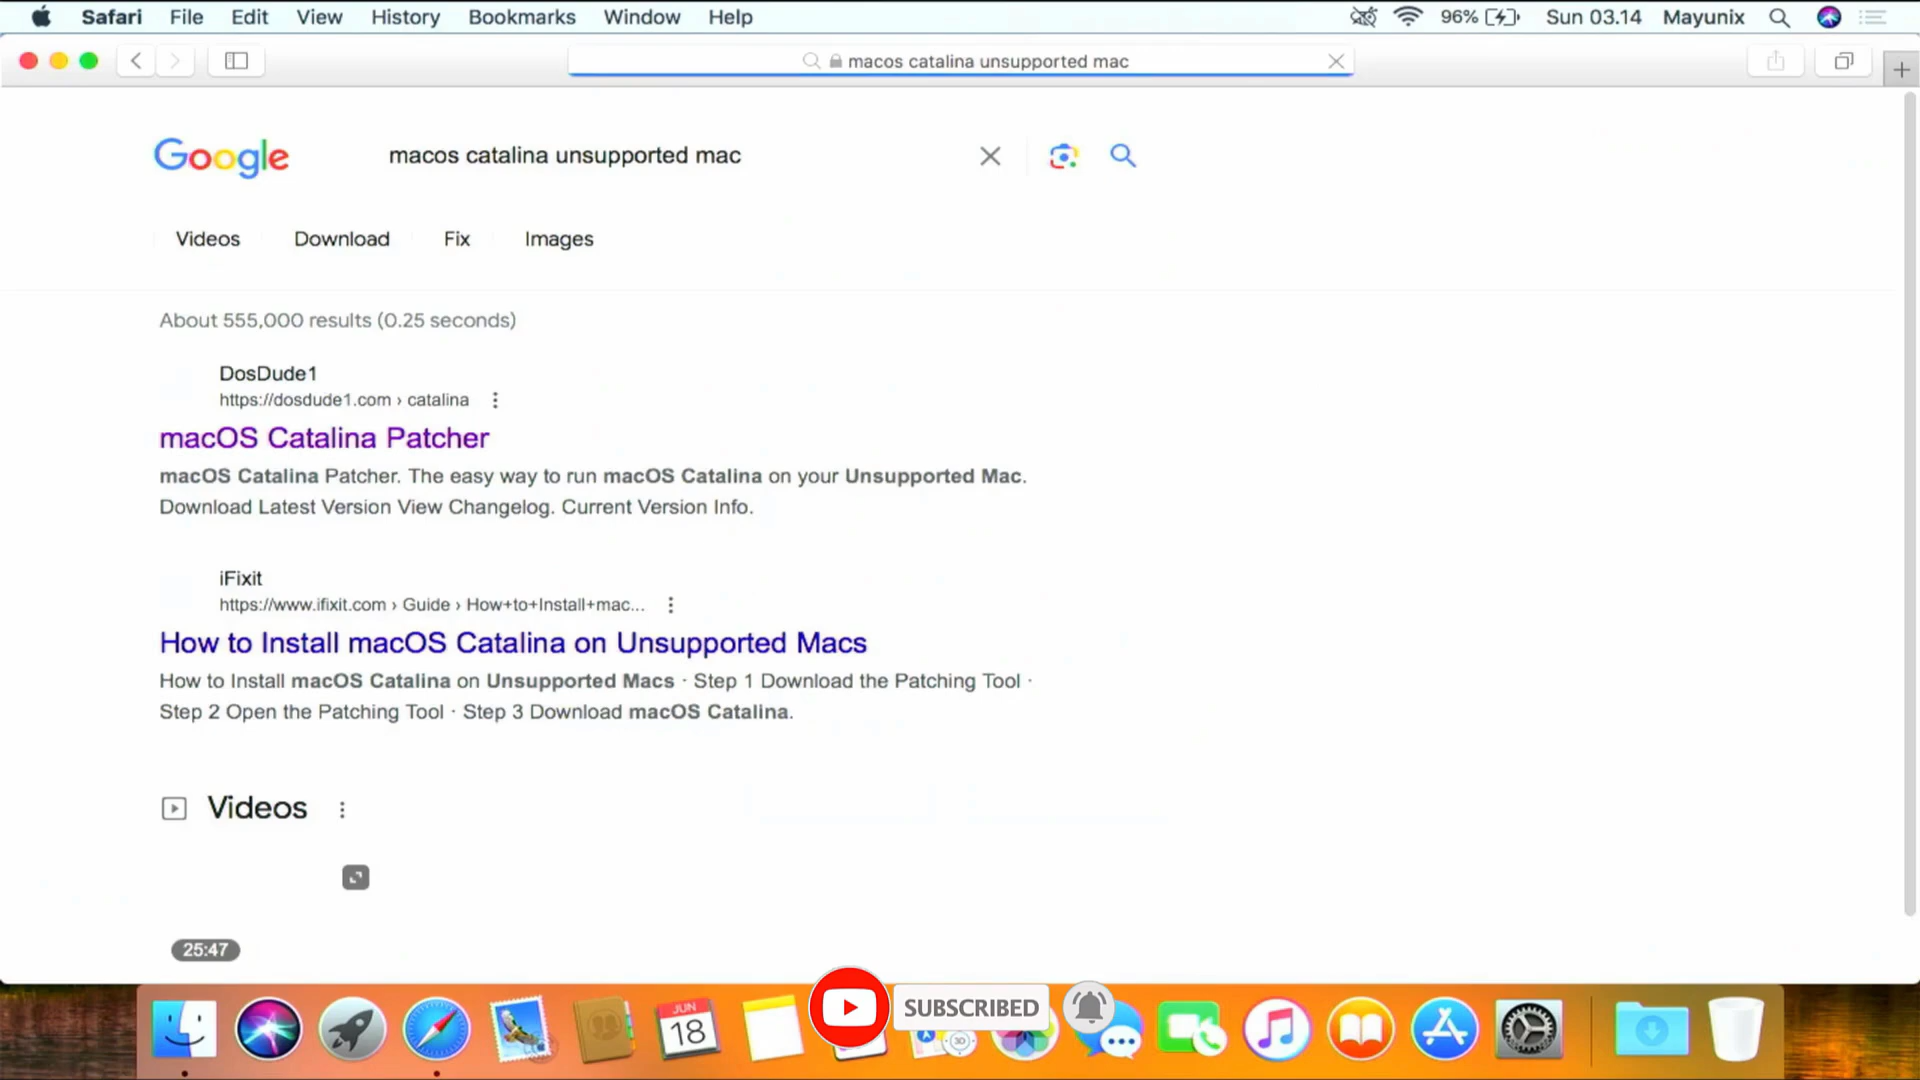 Safari File Edit View History Bookmarks Window Help 96% Sun 03.14 Mayunix
macos catalina unsupported mac
Google macos catalina unsupported mac
Videos Download Fix Images
About 555,000 results (0.25 seconds)
DosDude1
https://dosdude1.com › catalina
macOS Catalina Patcher
macOS Catalina Patcher. The easy way to run macOS Catalina on your Unsupported Mac.
Download Latest Version View Changelog. Current Version Info.
iFixit
https://www.ifixit.com › Guide › How+to+Install+mac...
How to Install macOS Catalina on Unsupported Macs
How to Install macOS Catalina on Unsupported Macs · Step 1 Download the Patching Tool ·
Step 2 Open the Patching Tool · Step 3 Download macOS Catalina.
Videos
25:47
JUN
18
SUBSCRIBED
3D